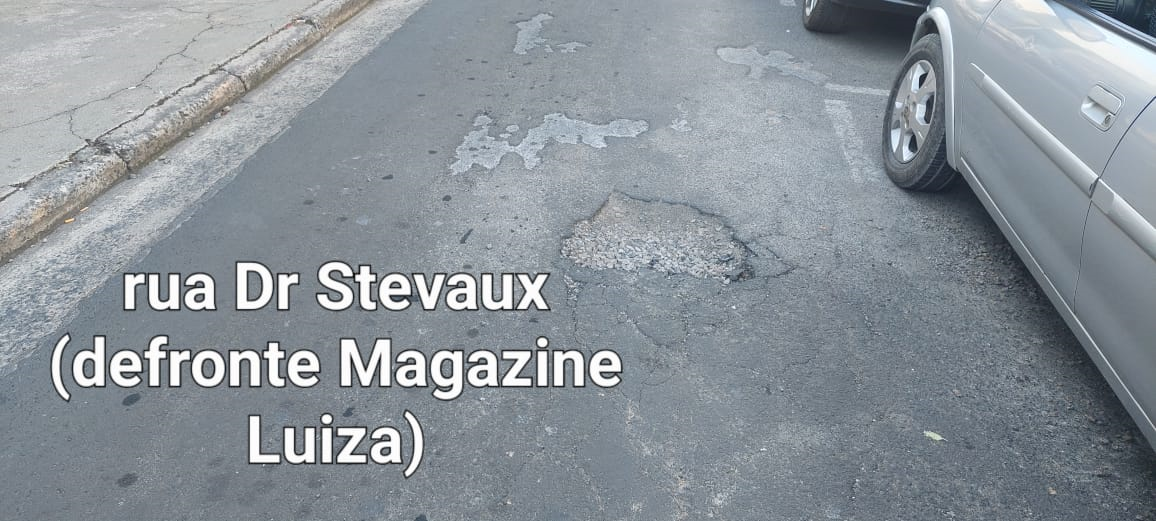 rua Dr Stevaux
(defronte Magazine
Luiza)